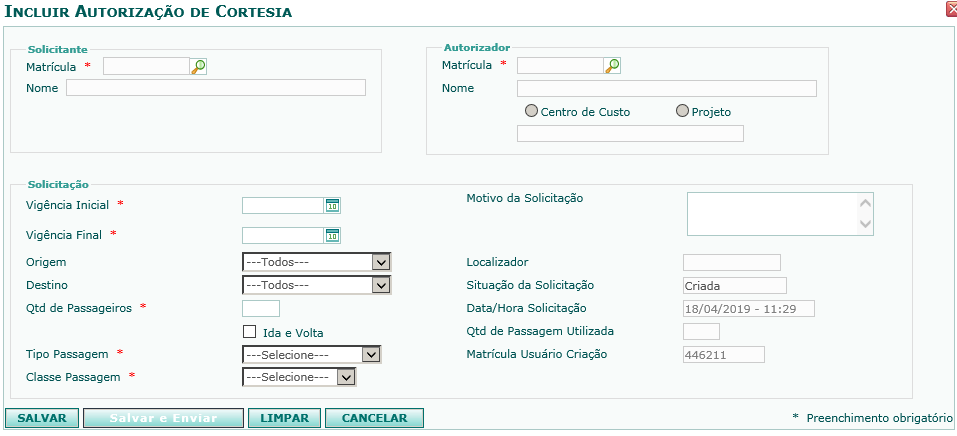 Incluir Autorização de Cortesia
Solicitante
Matrícula *
Nome
Autorizador
Matrícula *
Nome
Centro de Custo Projeto
Solicitação
Vigência Inicial * 10
Vigência Final * 10
Origem ---Todos---
Destino ---Todos---
Qtd de Passageiros *
Ida e Volta
Tipo Passagem * ---Selecione---
Classe Passagem * ---Selecione---
Motivo da Solicitação
Localizador
Situação da Solicitação Criada
Data/Hora Solicitação 18/04/2019 - 11:29
Qtd de Passagem Utilizada
Matrícula Usuário Criação 446211
SALVAR Salvar e Enviar LIMPAR CANCELAR * Preenchimento obrigatório